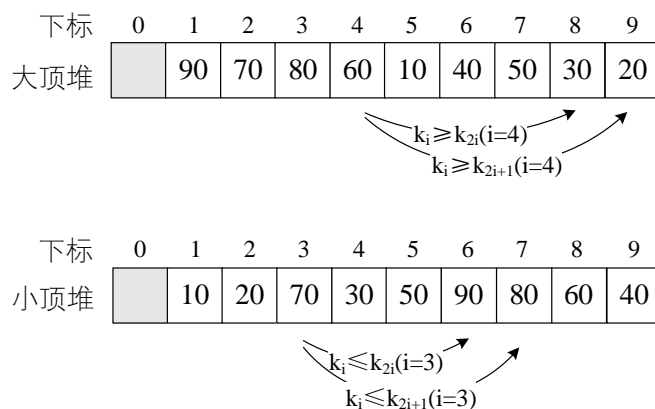 下标 0 1 2 3 4 5 6 7 8 9
大顶堆 90 70 80 60 10 40 50 30 20
kᵢ≥k₂ᵢ(i=4)
kᵢ≥k₂ᵢ₊₁(i=4)
下标 0 1 2 3 4 5 6 7 8 9
小顶堆 10 20 70 30 50 90 80 60 40
kᵢ≤k₂ᵢ(i=3)
kᵢ≤k₂ᵢ₊₁(i=3)